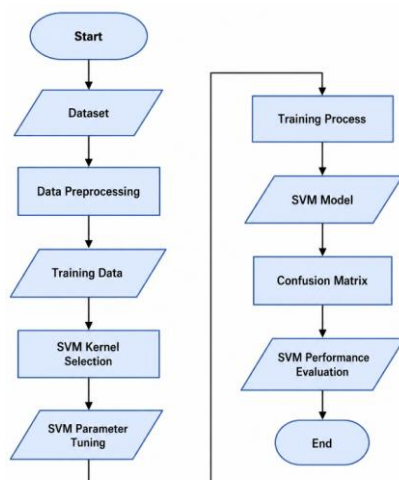 Start
Dataset
Data Preprocessing
Training Data
SVM Kernel
Selection
SVM Parameter
Tuning
Training Process
SVM Model
Confusion Matrix
SVM Performance
Evaluation
End